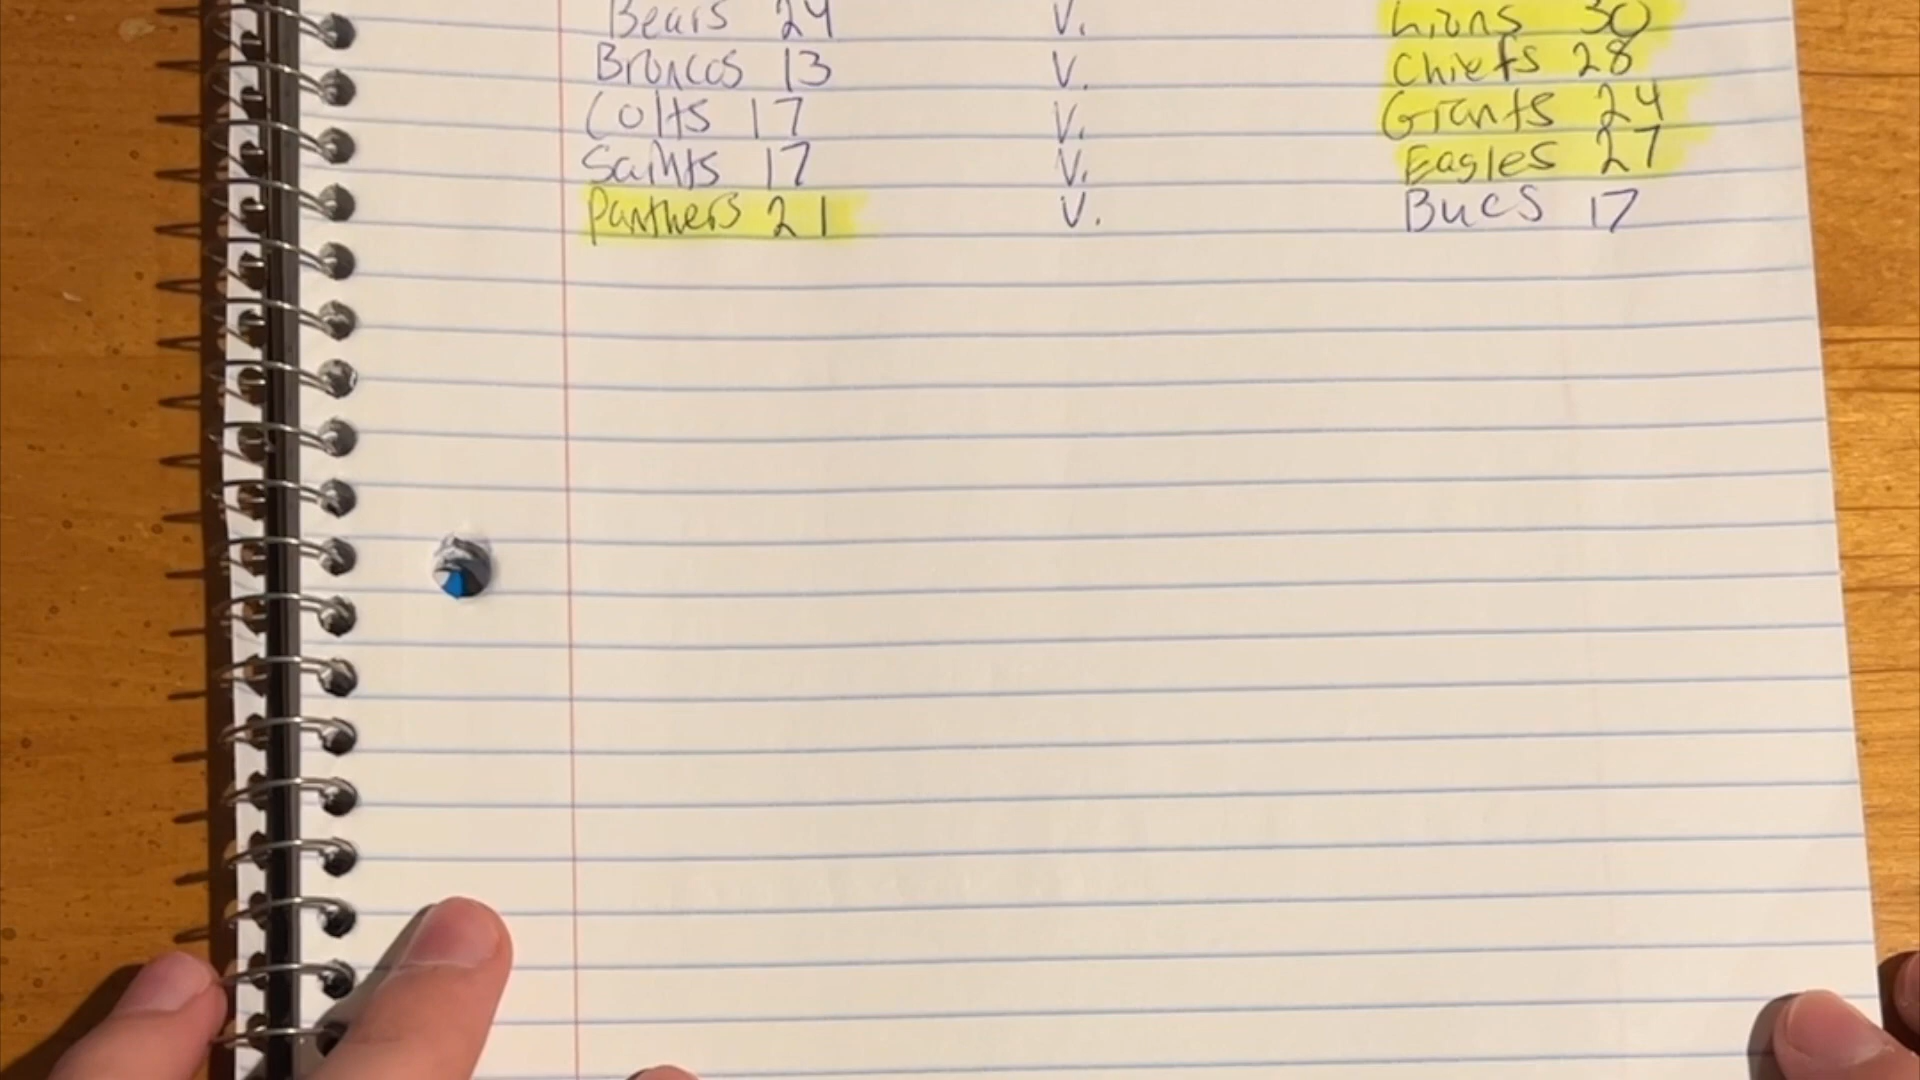 Bears 24 V. Lions 30
Broncos 13 V. Chiefs 28
Colts 17 V. Giants 24
Saints 17 V. Eagles 27
Panthers 21 V. Bucs 17